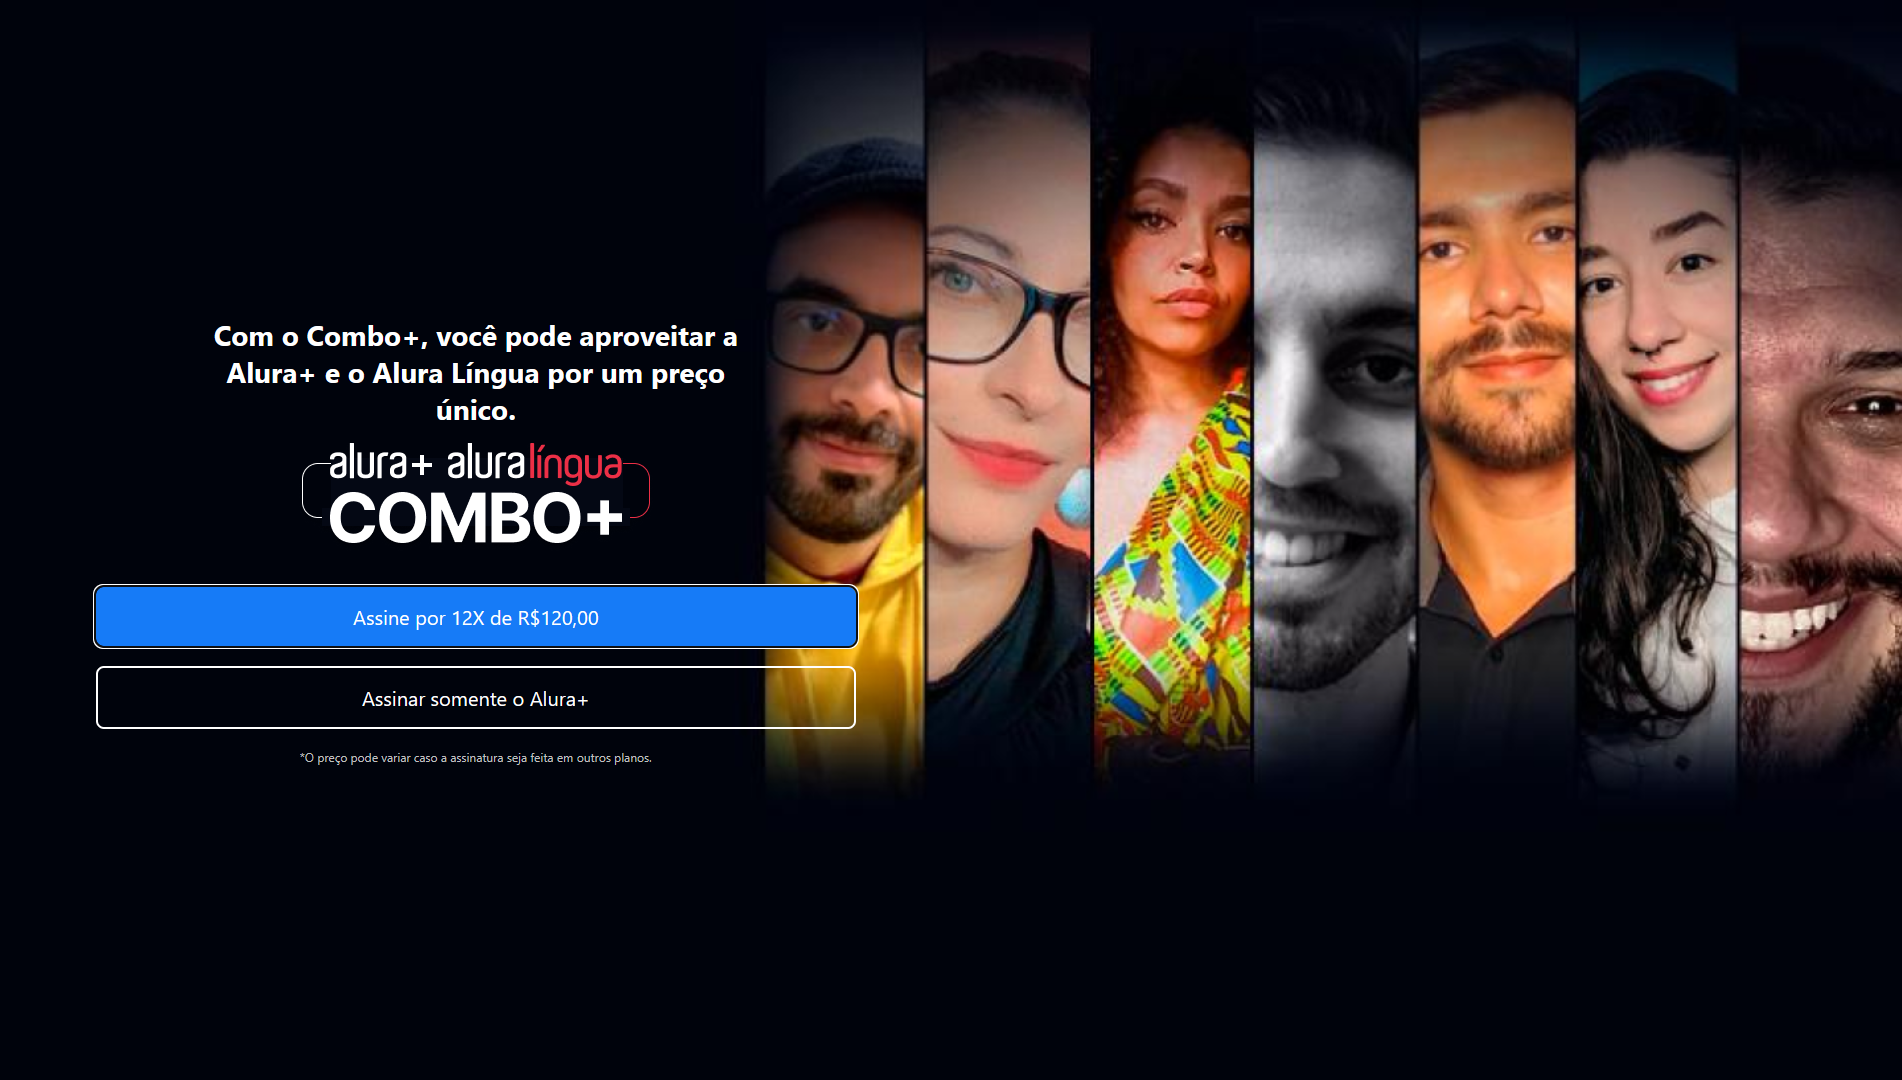 Com o Combo+, você pode aproveitar a
Alura+ e o Alura Língua por um preço
único.
alura+ aluralíngua
COMBO+
Assine por 12X de R$120,00
Assinar somente o Alura+
*O preço pode variar caso a assinatura seja feita em outros planos.